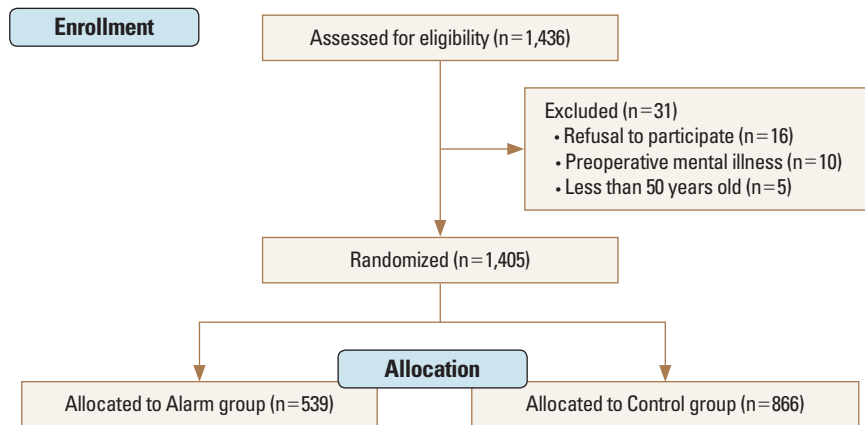 Enrollment
Assessed for eligibility (n=1,436)
Excluded (n=31)
• Refusal to participate (n=16)
• Preoperative mental illness (n=10)
• Less than 50 years old (n=5)
Randomized (n=1,405)
Allocation
Allocated to Alarm group (n=539)
Allocated to Control group (n=866)